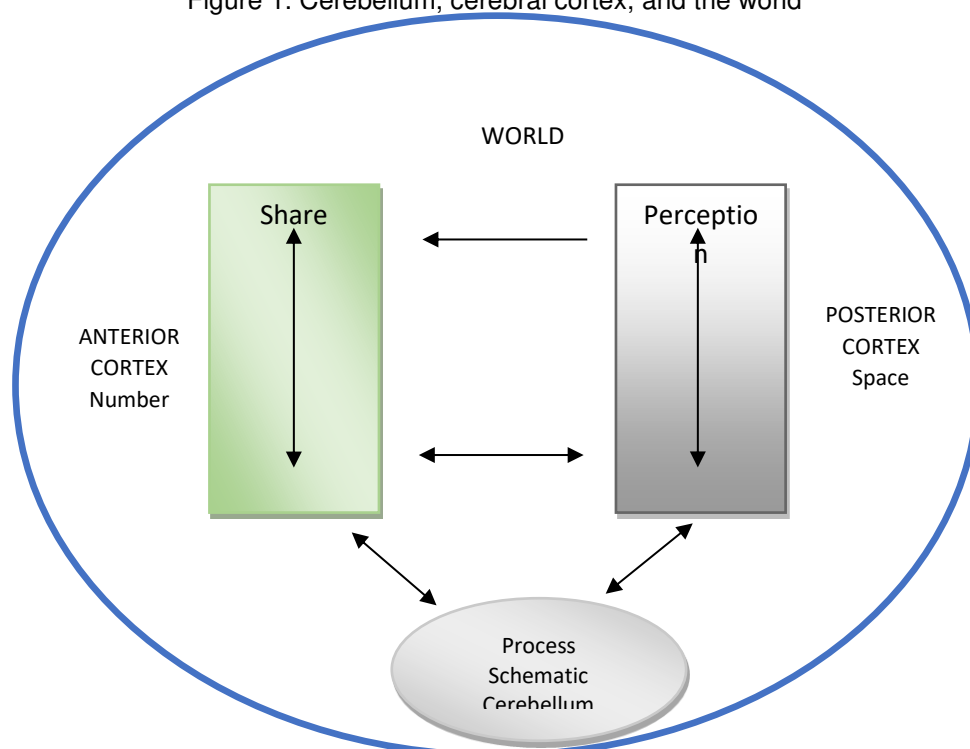 Figure 1. Cerebellum, cerebral cortex, and the world
WORLD
Share
Perceptio
n
ANTERIOR
CORTEX
Number
POSTERIOR
CORTEX
Space
Process
Schematic
Cerebellum